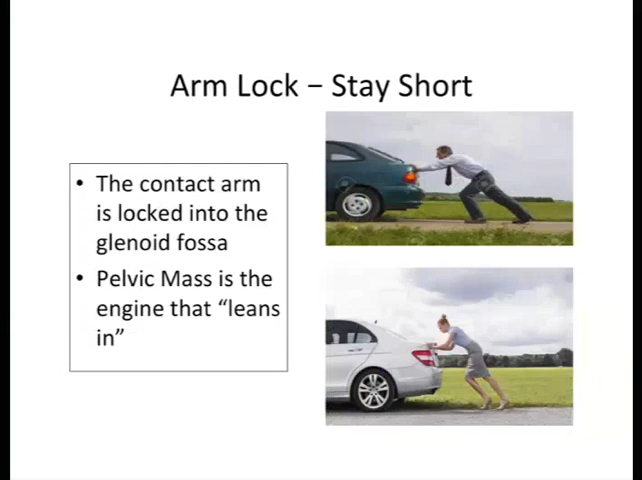 Arm Lock – Stay Short
• The contact arm
is locked into the
glenoid fossa
• Pelvic Mass is the
engine that “leans
in”